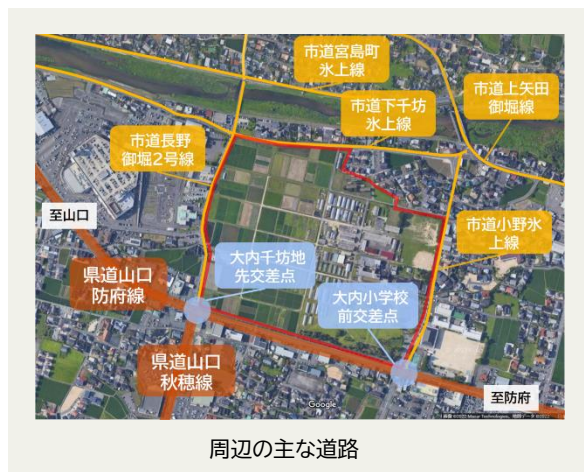 市道宮島町
氷上線
市道上矢田
御堀線
市道下千坊
氷上線
市道長野
御堀2号線
至山口
市道小野氷
上線
大内千坊地
先交差点
大内小学校
前交差点
県道山口
防府線
県道山口
秋穂線
至防府
Google
周辺の主な道路